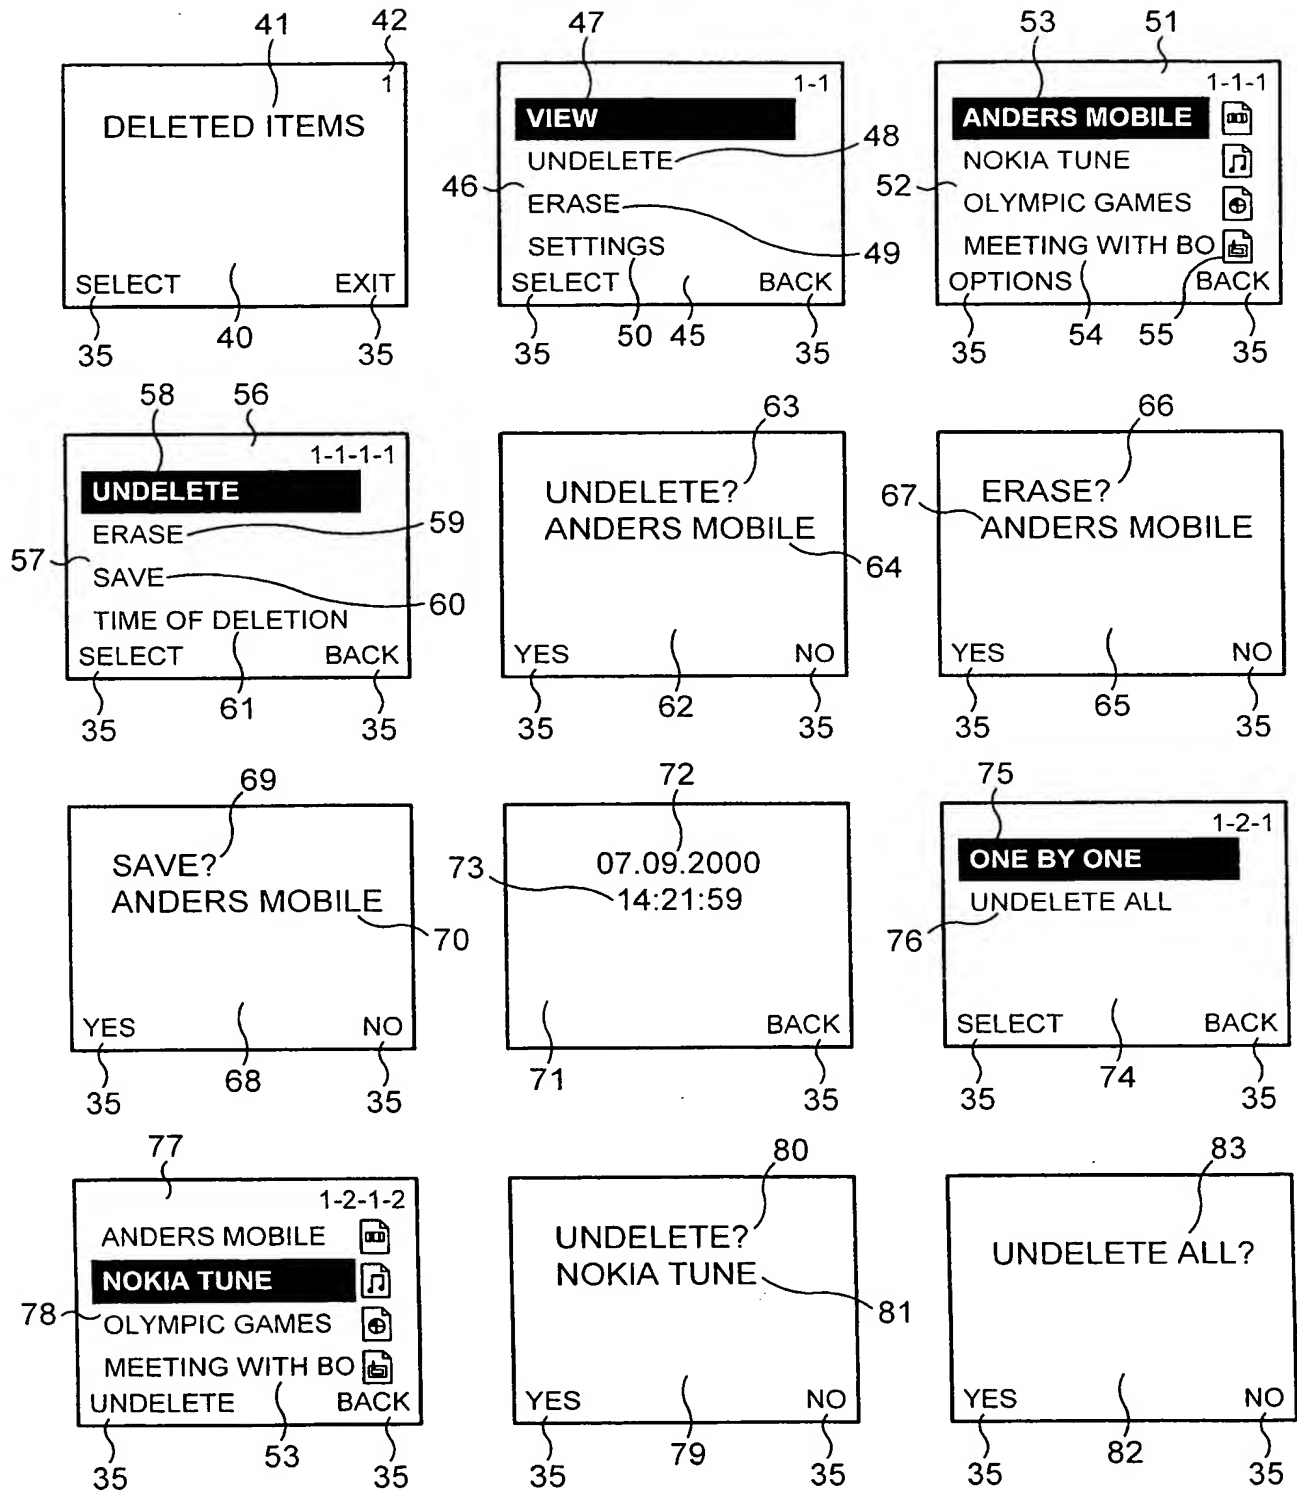 41 42
1
DELETED ITEMS
SELECT EXIT
35 40 35
47
1-1
VIEW
UNDELETE 48
46
ERASE
SETTINGS 49
SELECT BACK
35 50 45 35
53 51
1-1-1
ANDERS MOBILE
NOKIA TUNE
52
OLYMPIC GAMES
MEETING WITH BO
OPTIONS BACK
35 54 55 35
58 56
1-1-1-1
UNDELETE
ERASE 59
57
SAVE 60
TIME OF DELETION
SELECT BACK
35 61 35
63
UNDELETE?
ANDERS MOBILE
64
YES NO
35 62 35
66
67 ERASE?
ANDERS MOBILE
YES NO
35 65 35
69
SAVE?
ANDERS MOBILE
70
YES NO
35 68 35
72
07.09.2000
73 14:21:59
BACK
71 35
75
1-2-1
ONE BY ONE
UNDELETE ALL
76
SELECT BACK
35 74 35
77
1-2-1-2
ANDERS MOBILE
NOKIA TUNE
78
OLYMPIC GAMES
MEETING WITH BO
UNDELETE BACK
35 53 35
80
UNDELETE?
NOKIA TUNE
81
YES NO
35 79 35
83
UNDELETE ALL?
YES NO
35 82 35